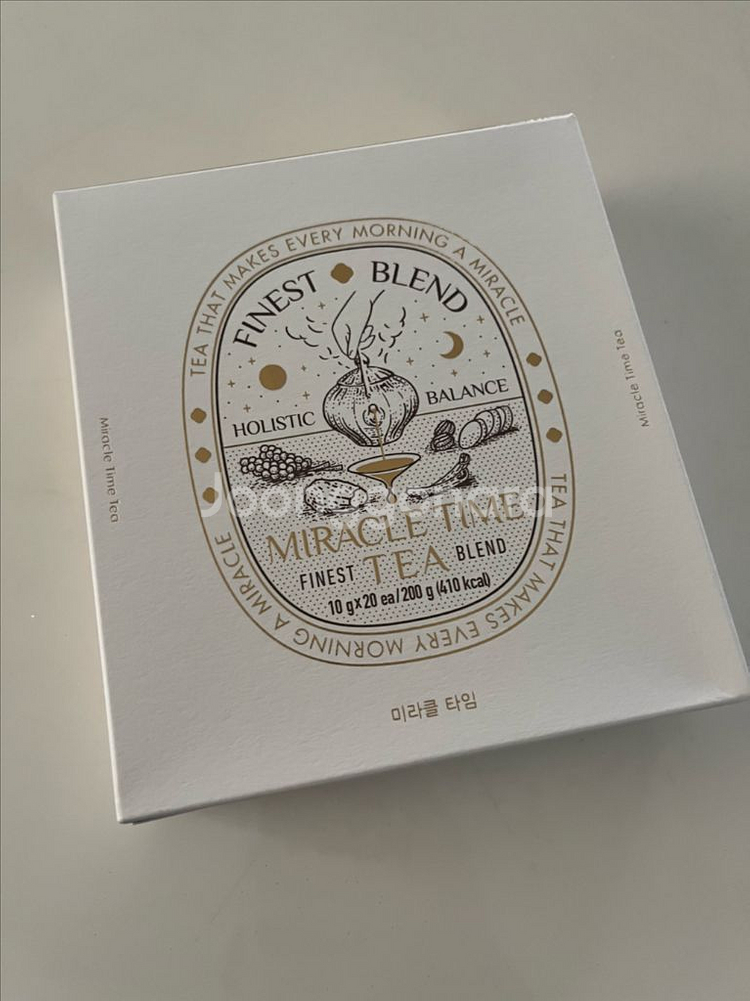 TEA THAT MAKES EVERY MORNING A MIRACLE
FINEST BLEND
HOLISTIC BALANCE
MIRACLE TIME
TEA
FINEST BLEND
10 g x 20 ea / 200 g (410 kcal)
TEA THAT MAKES EVERY MORNING A MIRACLE
미라클 타임
Miracle Time Tea
Miracle Time Tea
Joonggonara